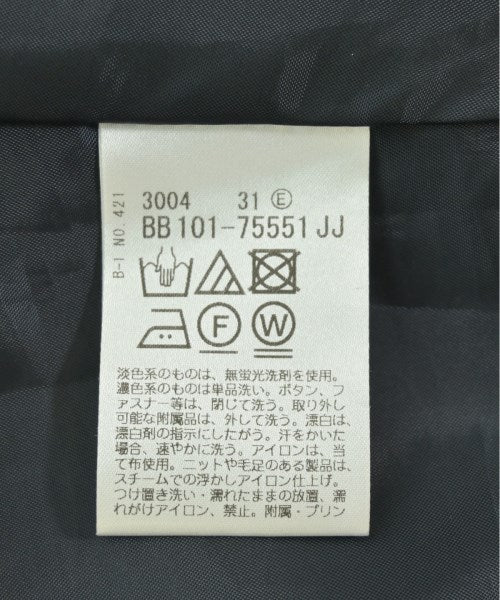 B-1 NO.421
3004 31 Ⓔ
BB101-75551JJ
F W
淡色系のものは、無蛍光洗剤を使用。
濃色系のものは単品洗い。ボタン、フ
ァスナー等は、閉じて洗う。取り外し
可能な附属品は、外して洗う。漂白は、
漂白剤の指示にしたがう。汗をかいた
場合、速やかに洗う。アイロンは、当
て布使用。ニットや毛足のある製品は、
スチームでの浮かしアイロン仕上げ。
つけ置き洗い・濡れたままの放置、濡
れがけアイロン、禁止。附属・プリン